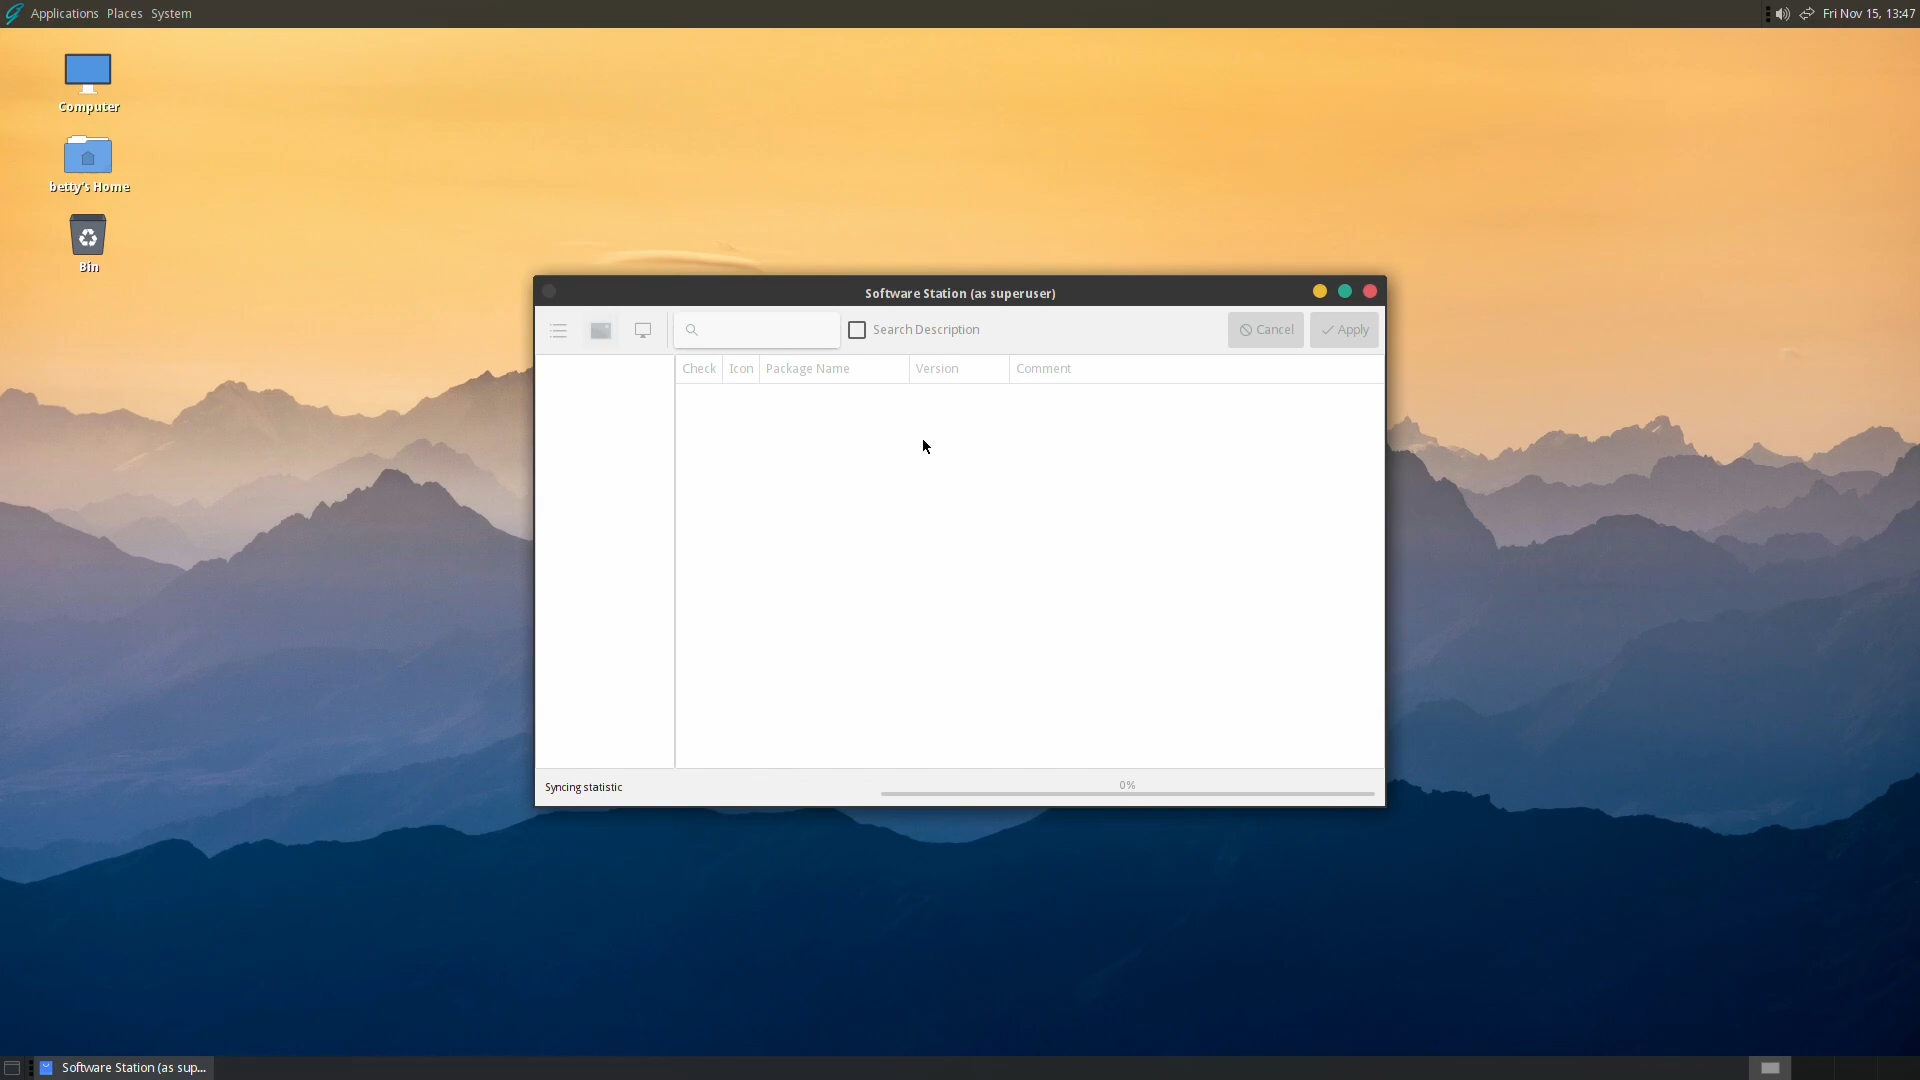 Applications Places System
Fri Nov 15, 13:47
Computer
betty's Home
Bin
Software Station (as superuser)
Search Description
Cancel
Apply
Check Icon Package Name Version Comment
Syncing statistic
0%
Software Station (as sup...